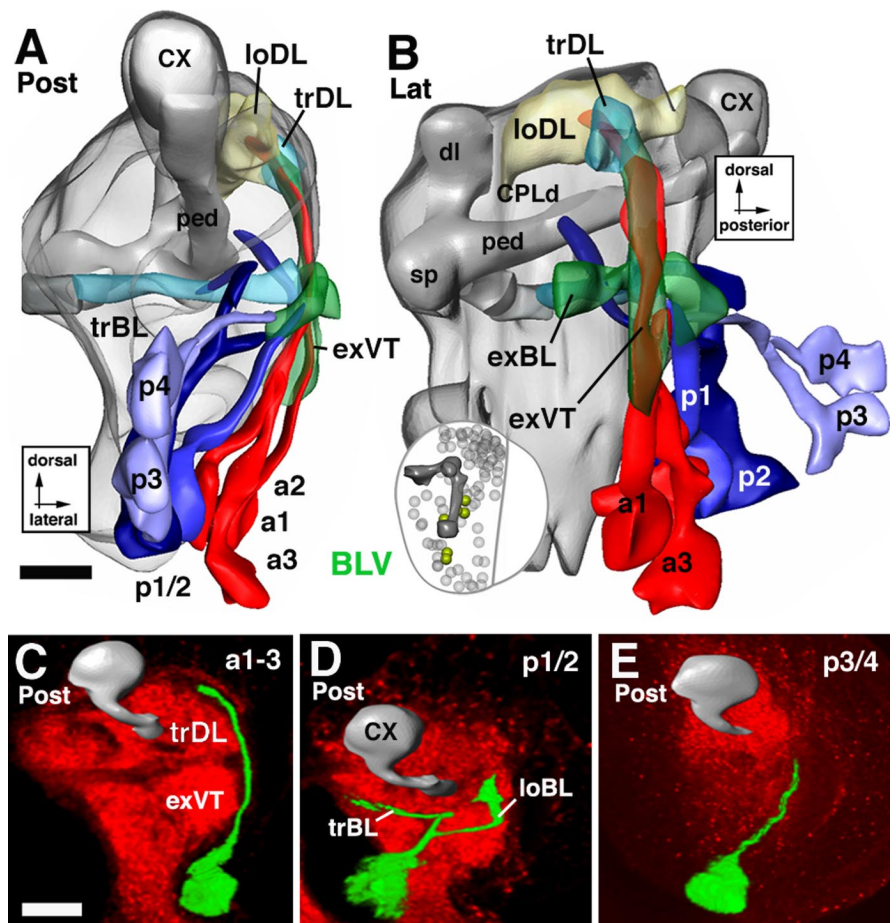 A
Post
CX
loDL
trDL
ped
trBL
exVT
p4
p3
dorsal
lateral
a2
a1
a3
p1/2
B
Lat
trDL
CX
loDL
dl
CPLd
dorsal
posterior
ped
sp
exBL
exVT
p1
p4
p3
p2
a1
a3
BLV
C
Post
a1-3
trDL
exVT
D
Post
p1/2
CX
loBL
trBL
E
Post
p3/4